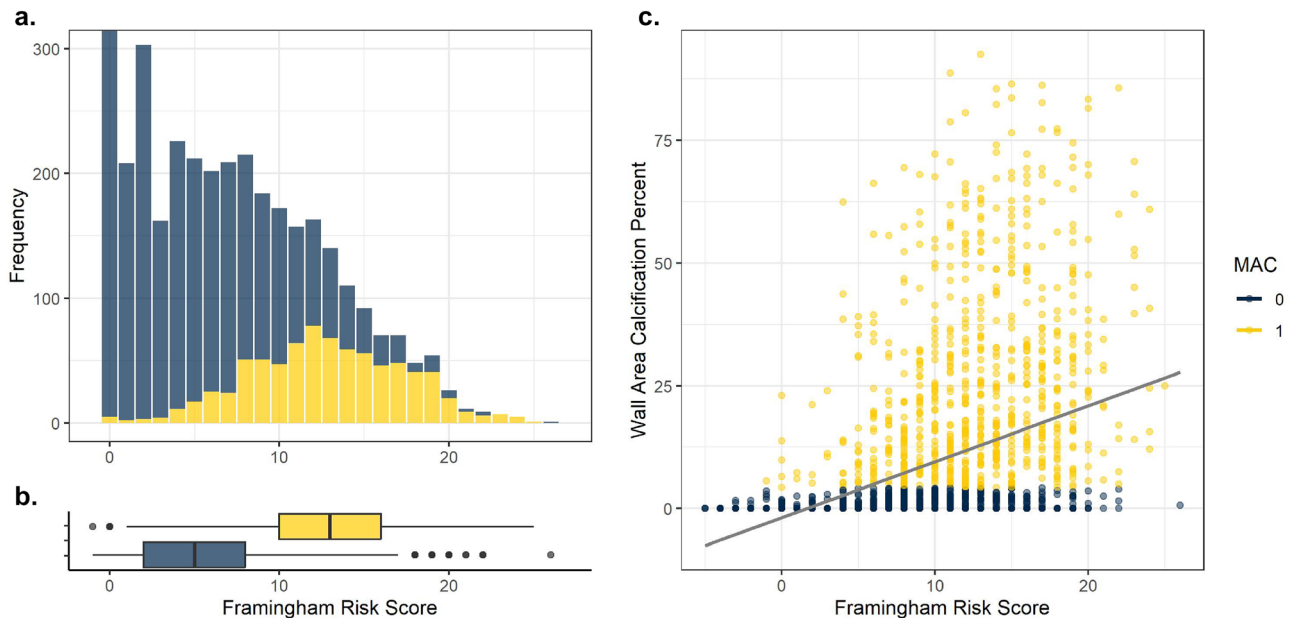 a.
300
200
100
0
Frequency
0
10
20
b.
0
10
20
Framingham Risk Score
c.
75
50
25
0
Wall Area Calcification Percent
0
10
20
Framingham Risk Score
MAC
0
1